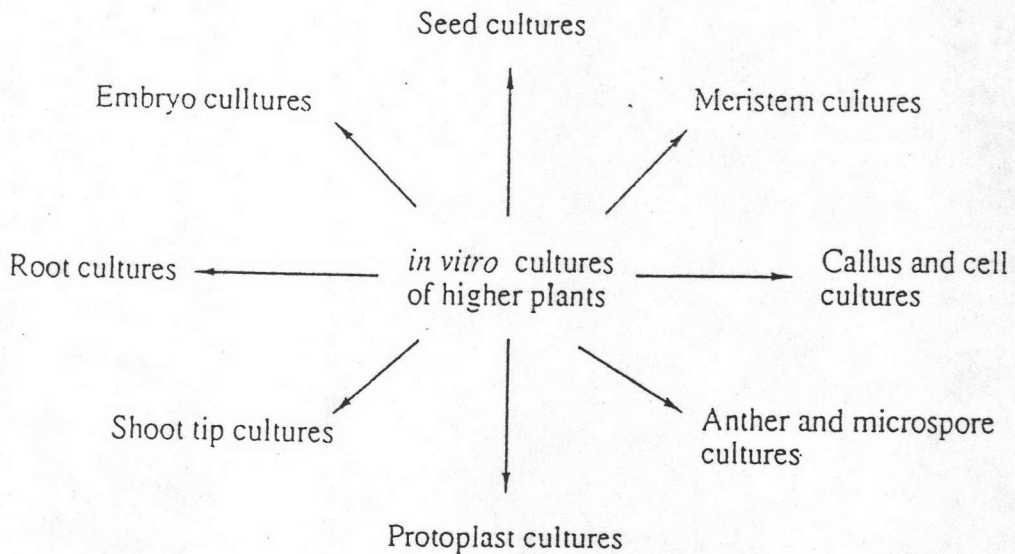 Seed cultures
Embryo culltures
Meristem cultures
Root cultures
in vitro cultures
of higher plants
Callus and cell
cultures
Shoot tip cultures
Anther and microspore
cultures
Protoplast cultures